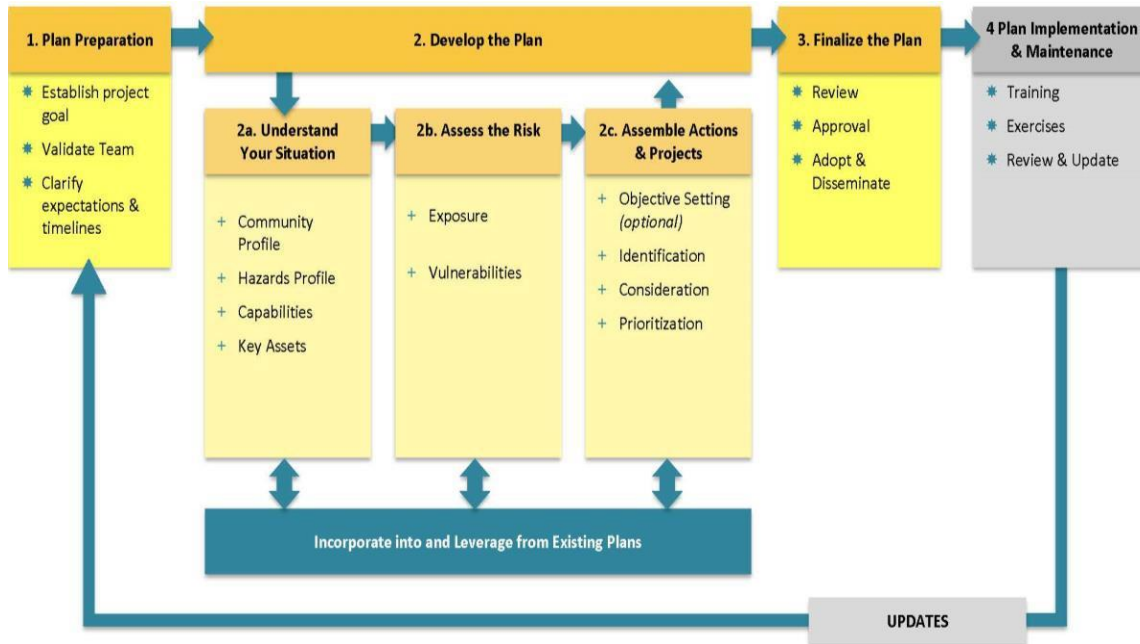 1. Plan Preparation
Establish project
goal
Validate Team
Clarify
expectations &
timelines
2. Develop the Plan
2a. Understand
Your Situation
+ Community
Profile
+ Hazards Profile
+ Capabilities
+ Key Assets
2b. Assess the Risk
+ Exposure
+ Vulnerabilities
2c. Assemble Actions
& Projects
+ Objective Setting
(optional)
+ Identification
+ Consideration
+ Prioritization
Incorporate into and Leverage from Existing Plans
3. Finalize the Plan
Review
Approval
Adopt &
Disseminate
4 Plan Implementation
& Maintenance
Training
Exercises
Review & Update
UPDATES